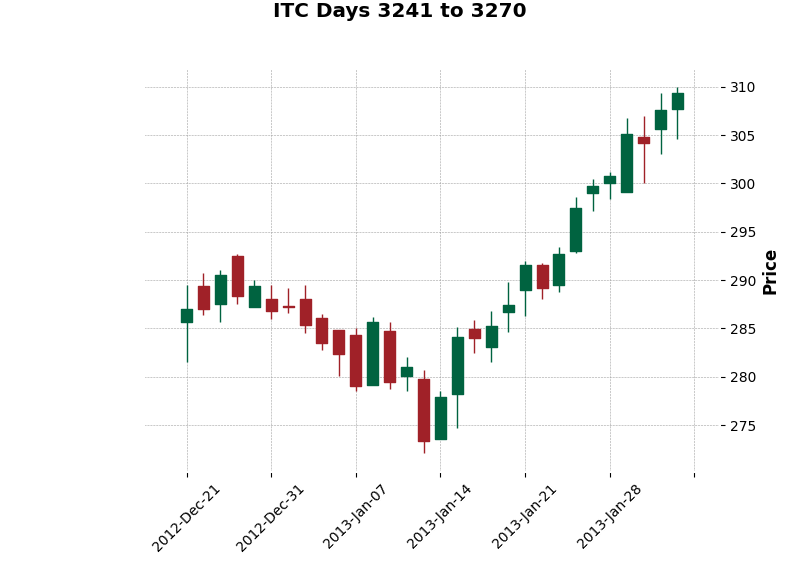 ITC Days 3241 to 3270
310
305
300
295
290
285
280
275
Price
2012-Dec-21
2012-Dec-31
2013-Jan-07
2013-Jan-14
2013-Jan-21
2013-Jan-28